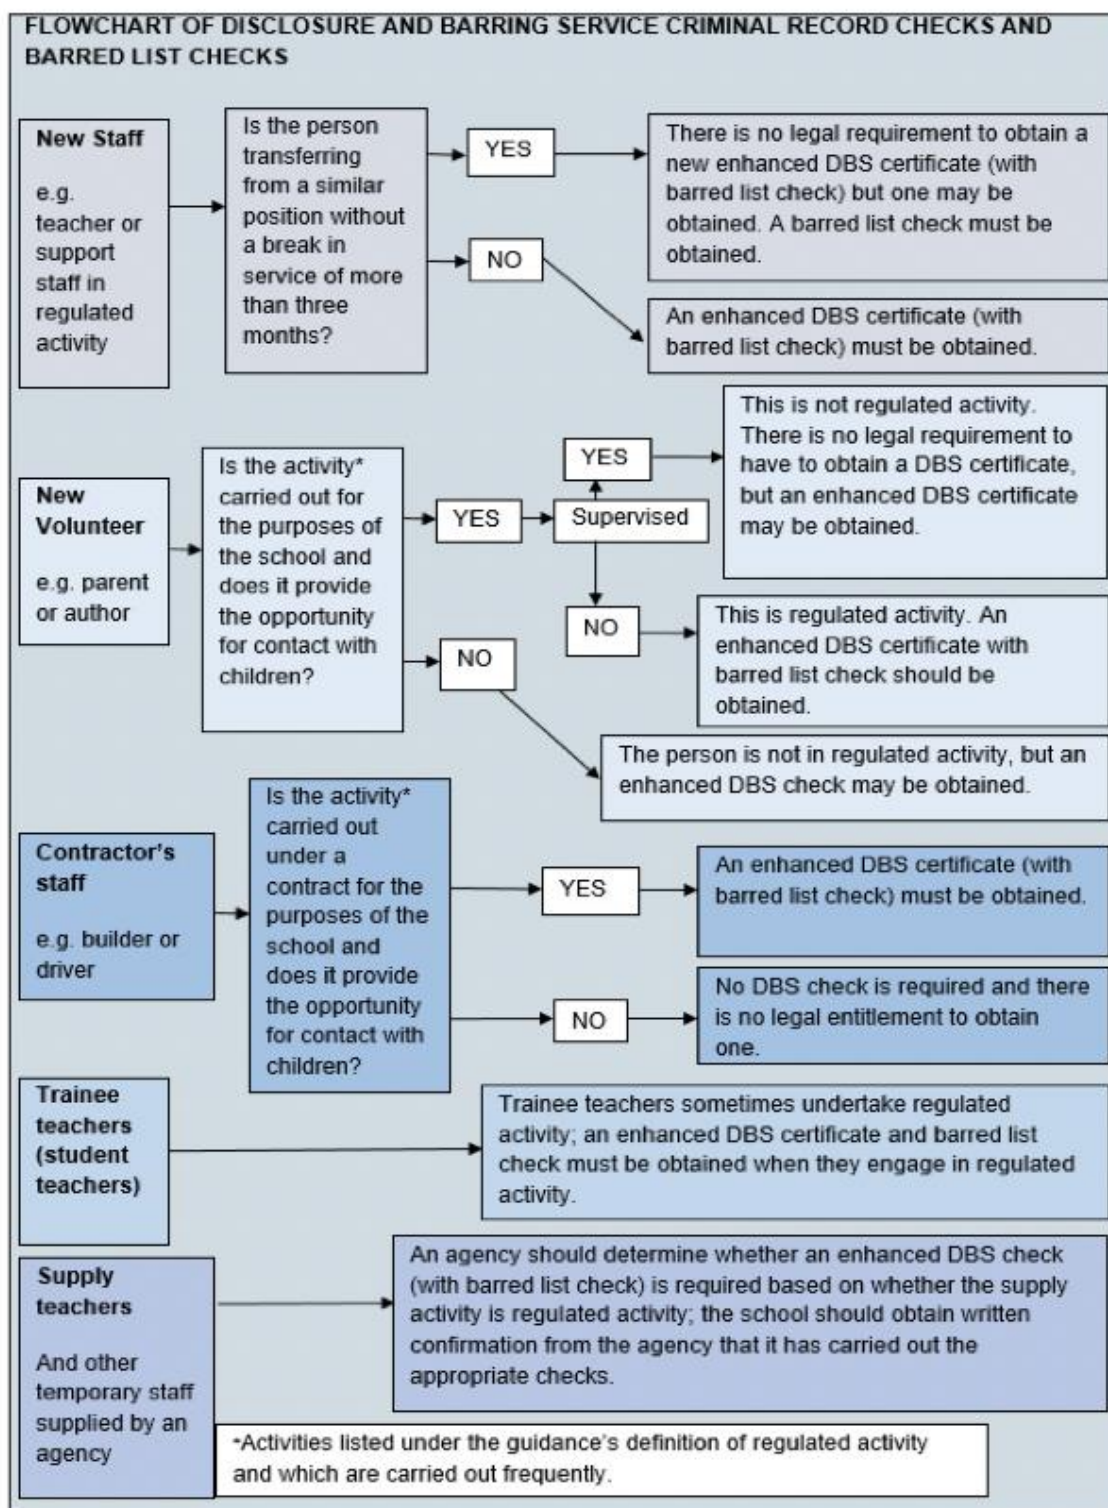 FLOWCHART OF DISCLOSURE AND BARRING SERVICE CRIMINAL RECORD CHECKS AND
BARRED LIST CHECKS
New Staff
e.g.
teacher or
support
staff in
regulated
activity
Is the person
transferring
from a similar
position without
a break in
service of more
than three
months?
YES
There is no legal requirement to obtain a
new enhanced DBS certificate (with
barred list check) but one may be
obtained. A barred list check must be
obtained.
NO
An enhanced DBS certificate (with
barred list check) must be obtained.
New
Volunteer
e.g. parent
or author
Is the activity*
carried out for
the purposes of
the school and
does it provide
the opportunity
for contact with
children?
YES
Supervised
YES
This is not regulated activity.
There is no legal requirement to
have to obtain a DBS certificate,
but an enhanced DBS certificate
may be obtained.
NO
This is regulated activity. An
enhanced DBS certificate with
barred list check should be
obtained.
NO
The person is not in regulated activity, but an
enhanced DBS check may be obtained.
Contractor's
staff
e.g. builder or
driver
Is the activity*
carried out
under a
contract for the
purposes of the
school and
does it provide
the opportunity
for contact with
children?
YES
An enhanced DBS certificate (with
barred list check) must be obtained.
NO
No DBS check is required and there
is no legal entitlement to obtain
one.
Trainee
teachers
(student
teachers)
Trainee teachers sometimes undertake regulated
activity; an enhanced DBS certificate and barred list
check must be obtained when they engage in regulated
activity.
Supply
teachers
And other
temporary staff
supplied by an
agency
An agency should determine whether an enhanced DBS check
(with barred list check) is required based on whether the supply
activity is regulated activity; the school should obtain written
confirmation from the agency that it has carried out the
appropriate checks.
*Activities listed under the guidance's definition of regulated activity
and which are carried out frequently.